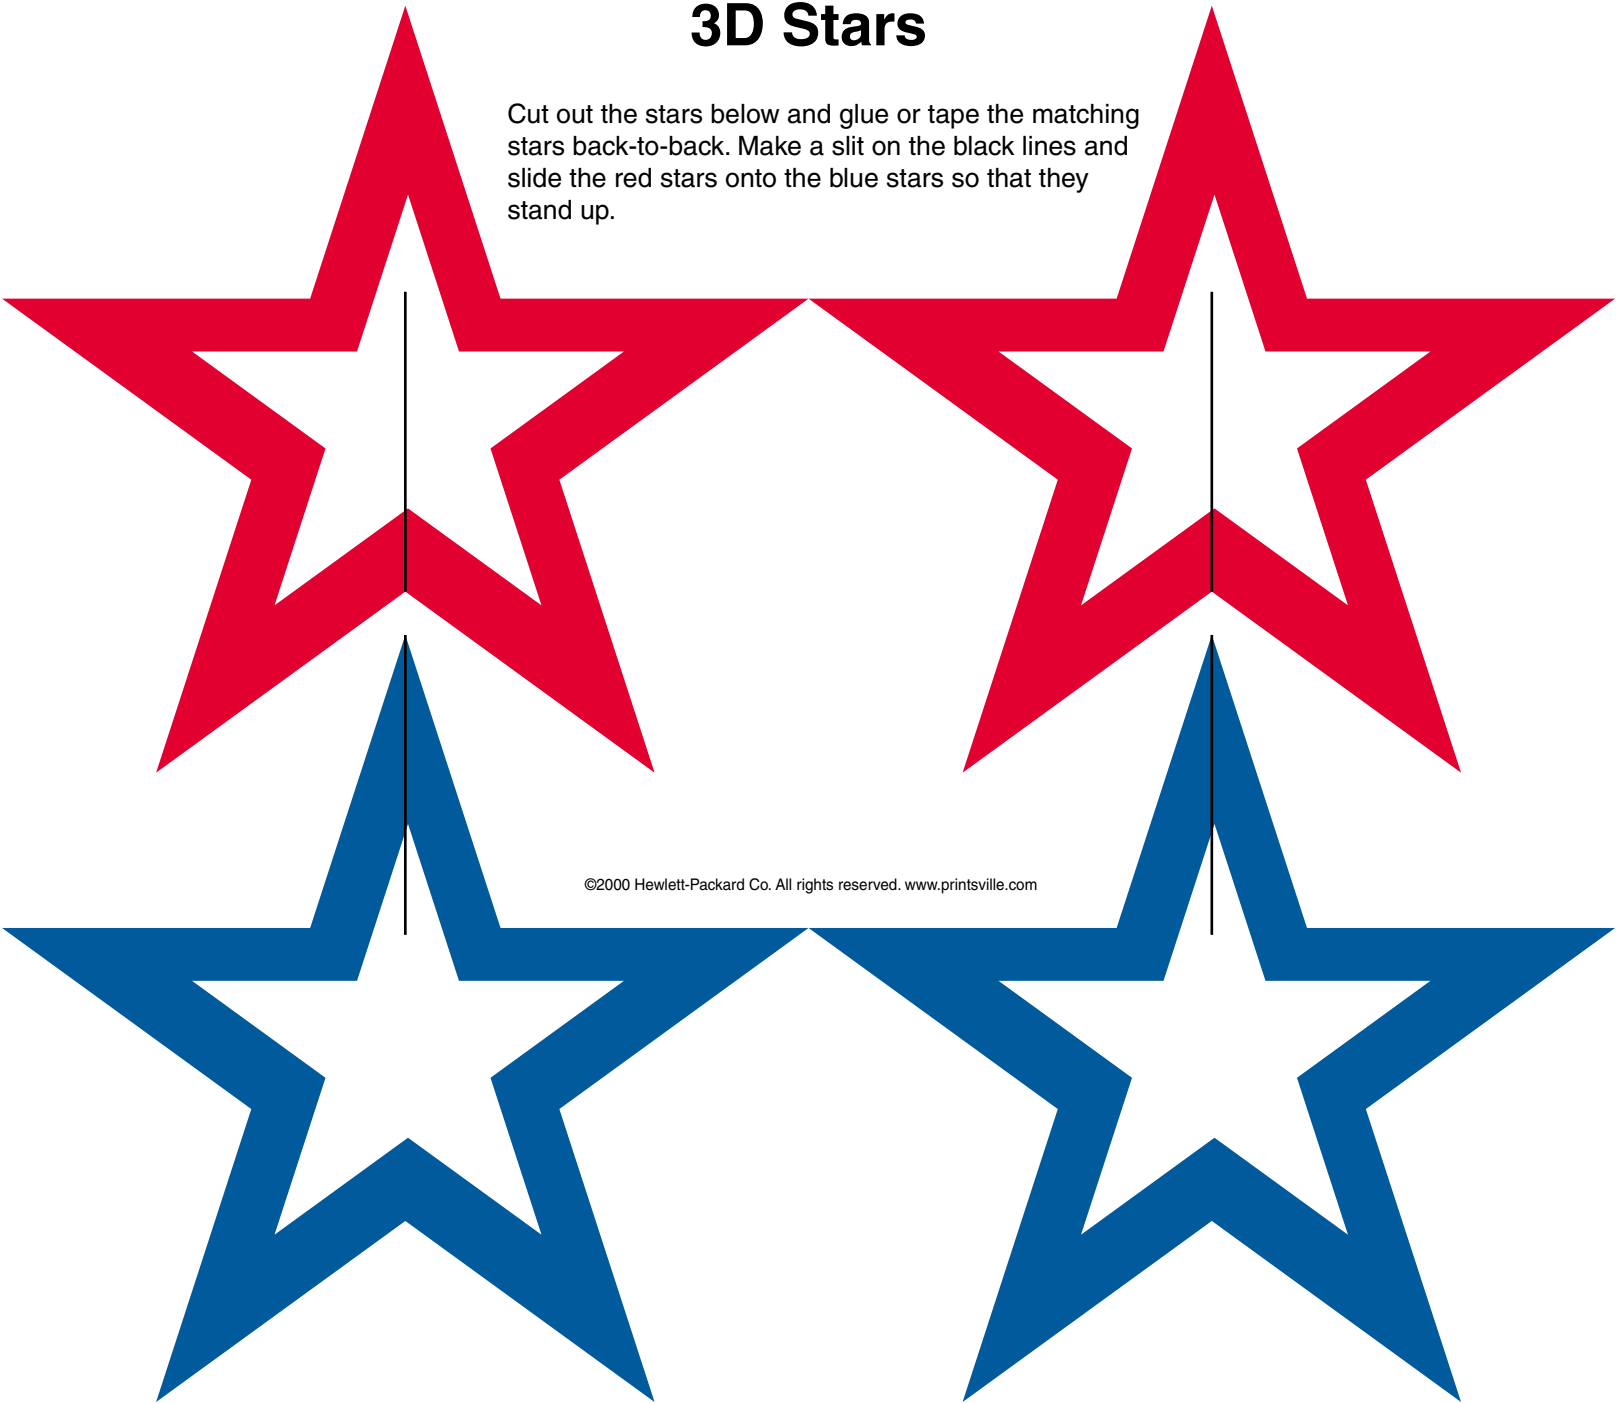 3D Stars
Cut out the stars below and glue or tape the matching
stars back-to-back. Make a slit on the black lines and
slide the red stars onto the blue stars so that they
stand up.
©2000 Hewlett-Packard Co. All rights reserved. www.printsville.com